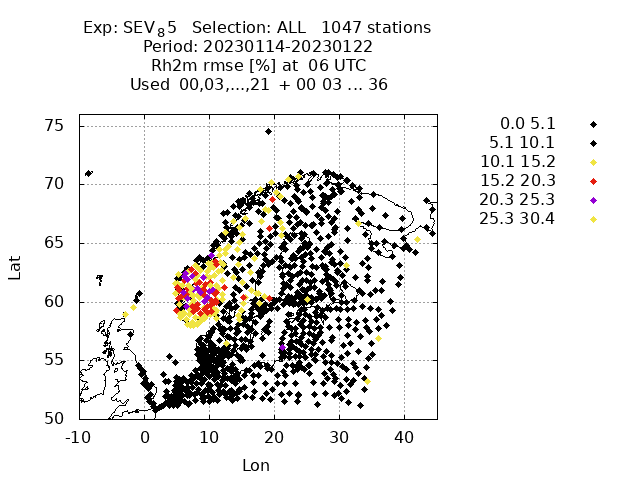 Exp: SEV8 5 Selection: ALL 1047 stations
Period: 20230114-20230122
Rh2m rmse [%] at 06 UTC
Used 00,03,...,21 + 00 03 ... 36
0.0 5.1
5.1 10.1
10.1 15.2
15.2 20.3
20.3 25.3
25.3 30.4
75
70
65
60
55
50
Lat
-10 0 10 20 30 40
Lon